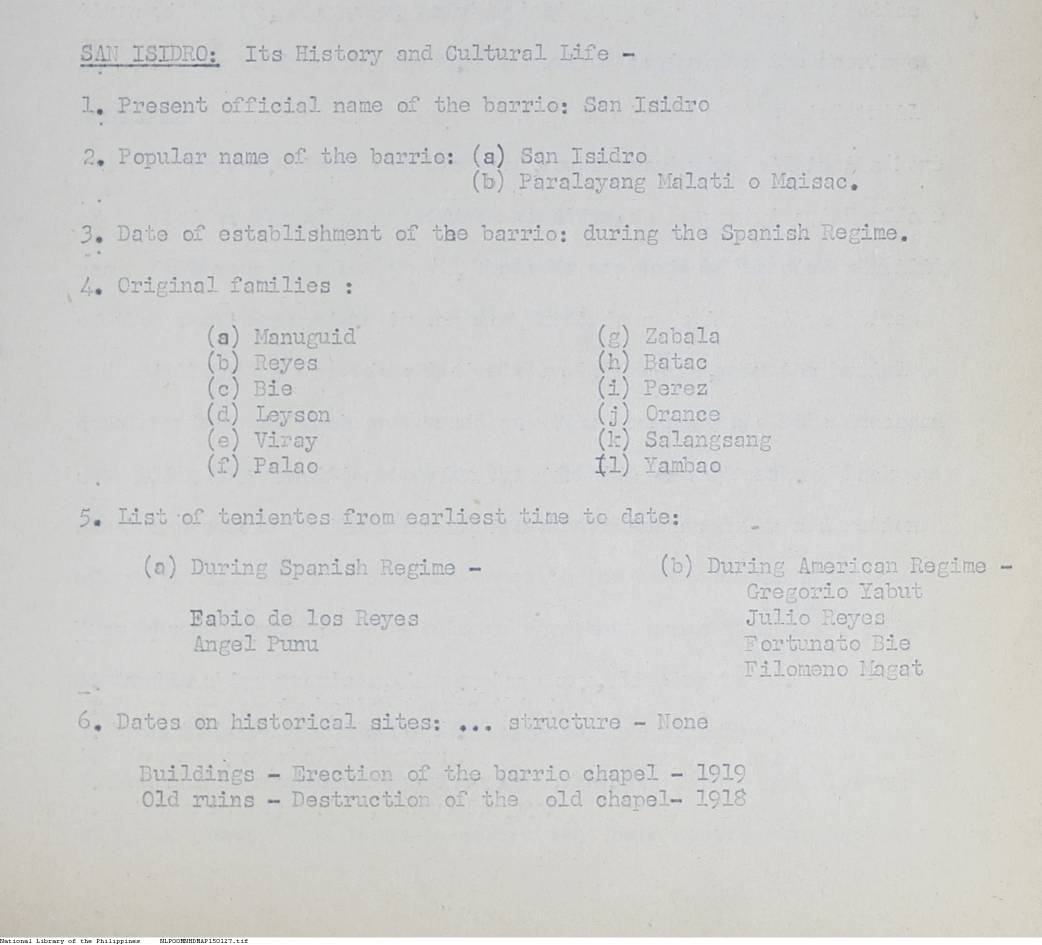 SAN ISIDRO: Its History and Cultural Life -
1. Present official name of the barrio: San Isidro
2. Popular name of the barrio: (a) San Isidro
(b) Paralayang Malati o Maisac.
3. Date of establishment of the barrio: during the Spanish Regime.
4. Original families :
(a) Manuguid
(b) Reyes
(c) Bie
(d) Leyson
(e) Viray
(f) Palao
(g) Zabala
(h) Batac
(i) Perez
(j) Orance
(k) Salangsang
(l) Yambao
5. List of tenientes from earliest time to date:
(a) During Spanish Regime -
Fabio de los Reyes
Angel Punu
(b) During American Regime -
Gregorio Yabut
Julio Reyes
Fortunato Bie
Filomeno Magat
6. Dates on historical sites: ... structure - None
Buildings - Erection of the barrio chapel - 1919
Old ruins - Destruction of the old chapel- 1918
National Library of the Philippines NLPOOMNHDMAP150127.tif